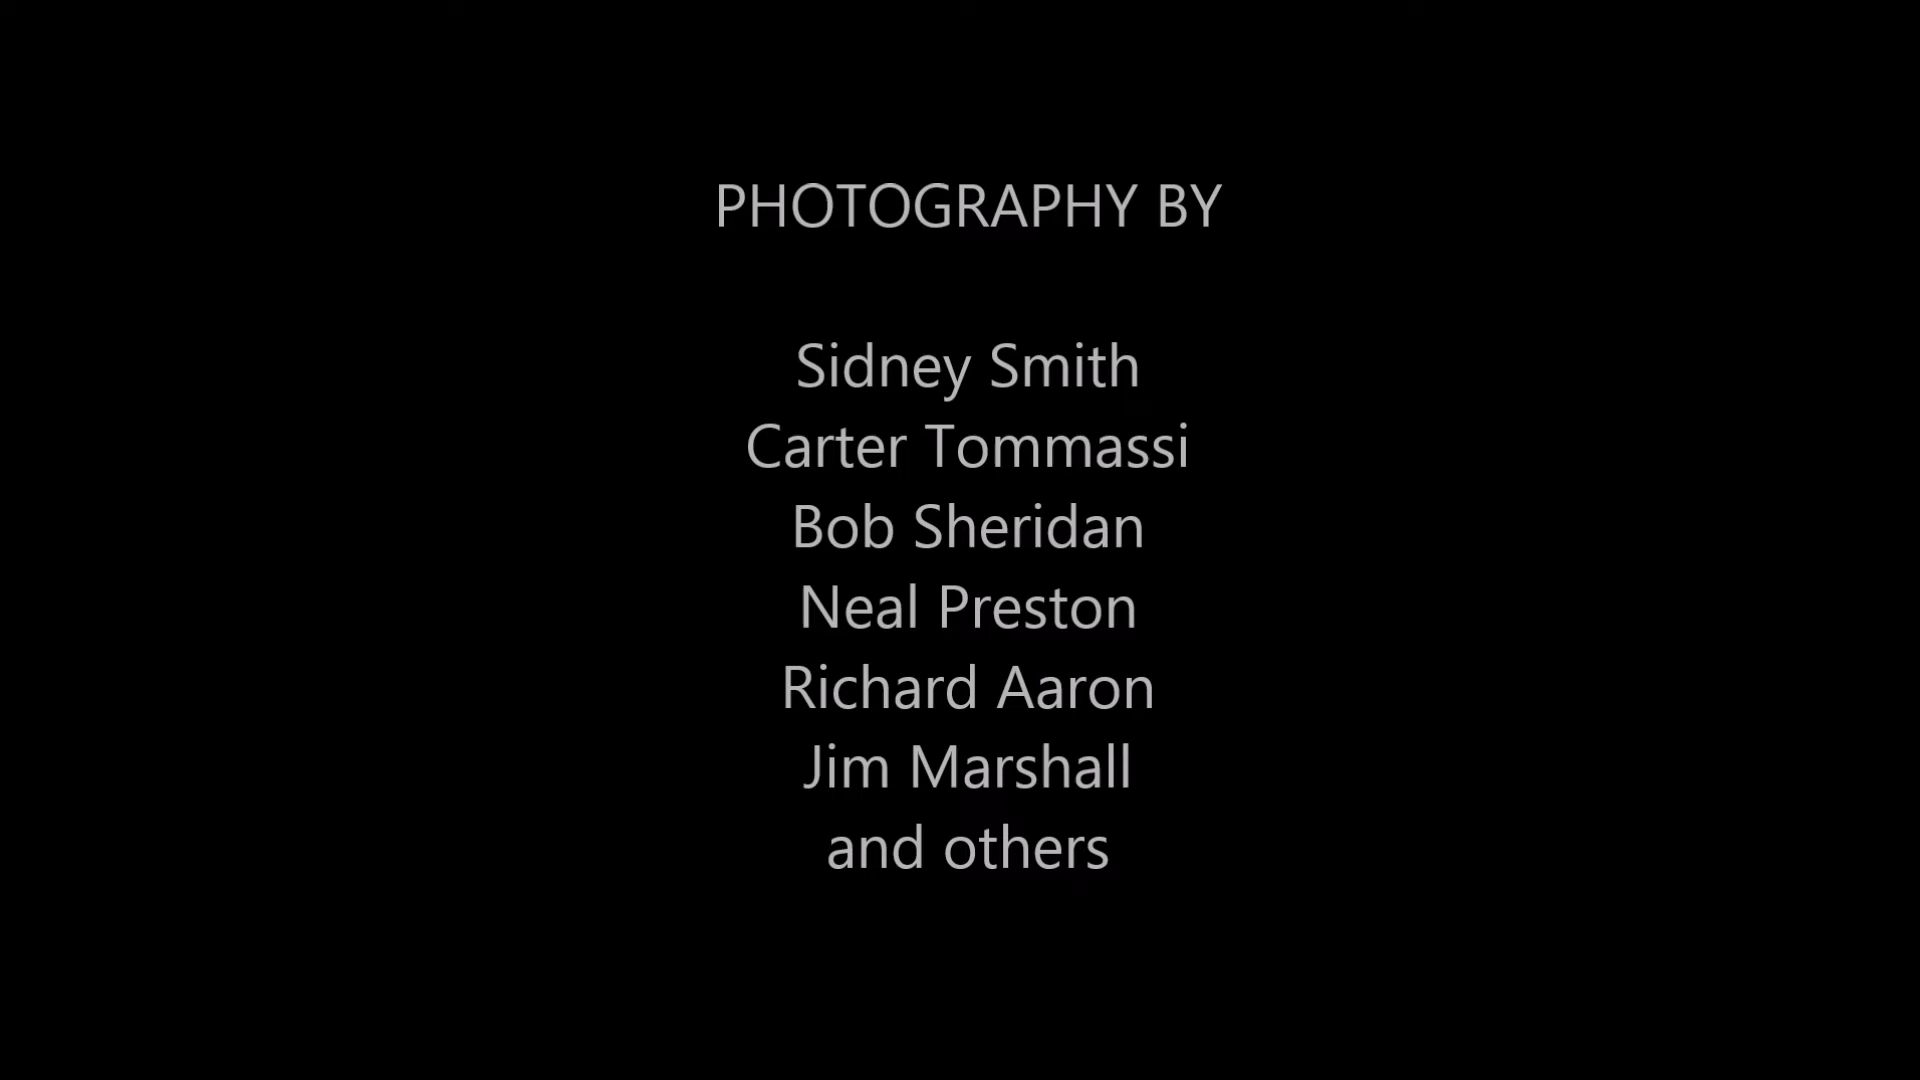 PHOTOGRAPHY BY
Sidney Smith
Carter Tommassi
Bob Sheridan
Neal Preston
Richard Aaron
Jim Marshall
and others